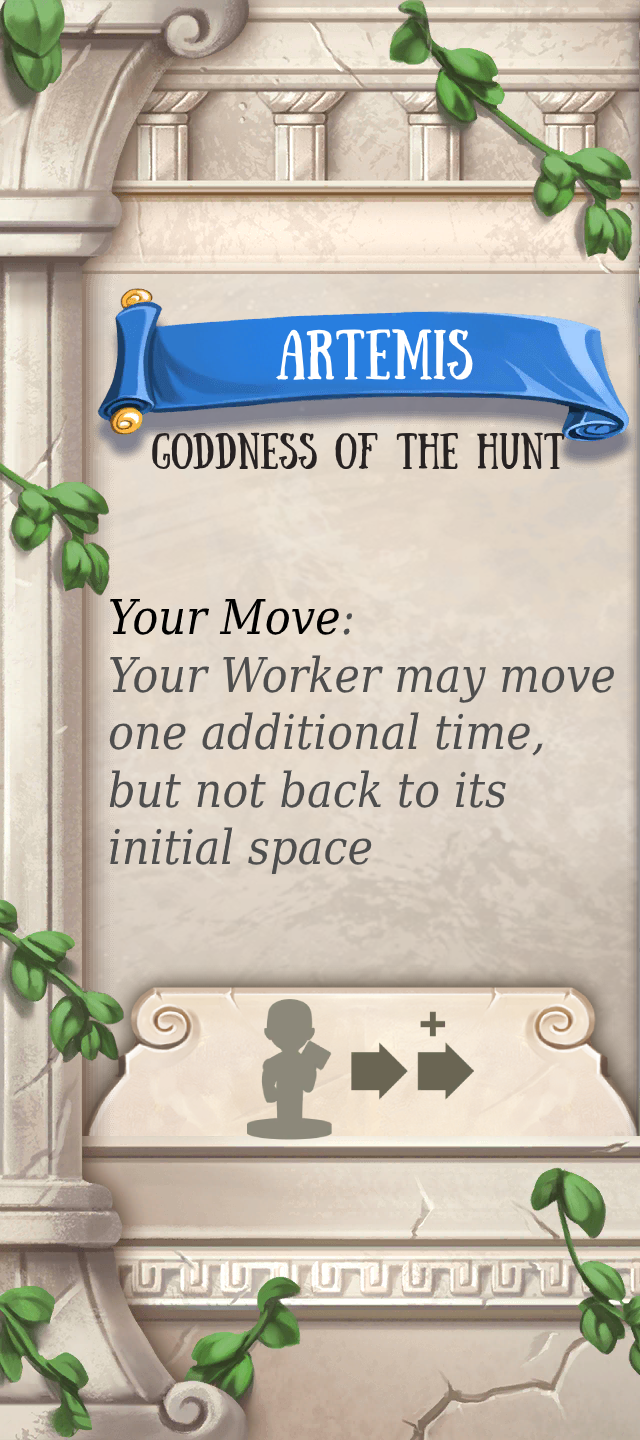 ARTEMIS
GODDNESS OF THE HUNT
Your Move:
Your Worker may move
one additional time,
but not back to its
initial space
+